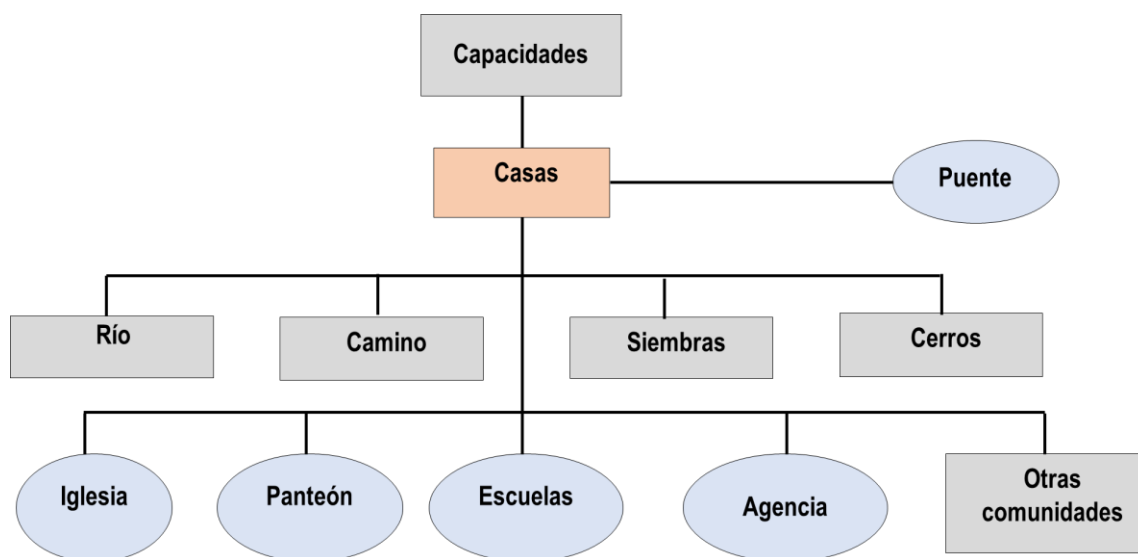 Capacidades
Casas
Puente
Río
Camino
Siembras
Cerros
Iglesia
Panteón
Escuelas
Agencia
Otras
comunidades